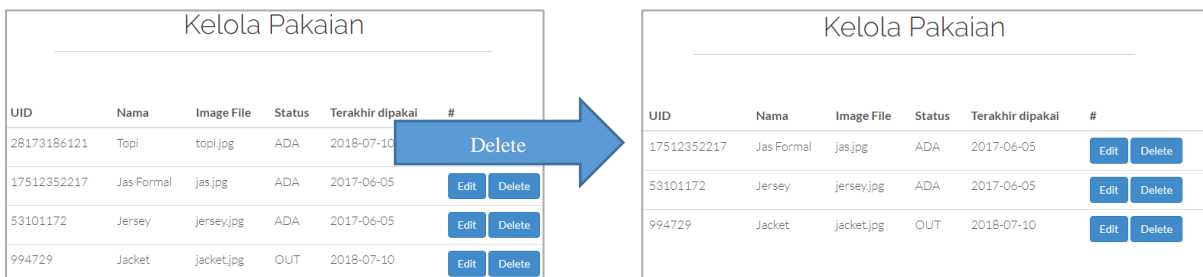 Kelola Pakaian
UID Nama Image File Status Terakhir dipakai #
28173186121 Topi topi.jpg ADA 2018-07-10
17512352217 Jas Formal jas.jpg ADA 2017-06-05 Edit Delete
53101172 Jersey jersey.jpg ADA 2017-06-05 Edit Delete
994729 Jacket jacket.jpg OUT 2018-07-10 Edit Delete
Delete
Kelola Pakaian
UID Nama Image File Status Terakhir dipakai #
17512352217 Jas Formal jas.jpg ADA 2017-06-05 Edit Delete
53101172 Jersey jersey.jpg ADA 2017-06-05 Edit Delete
994729 Jacket jacket.jpg OUT 2018-07-10 Edit Delete